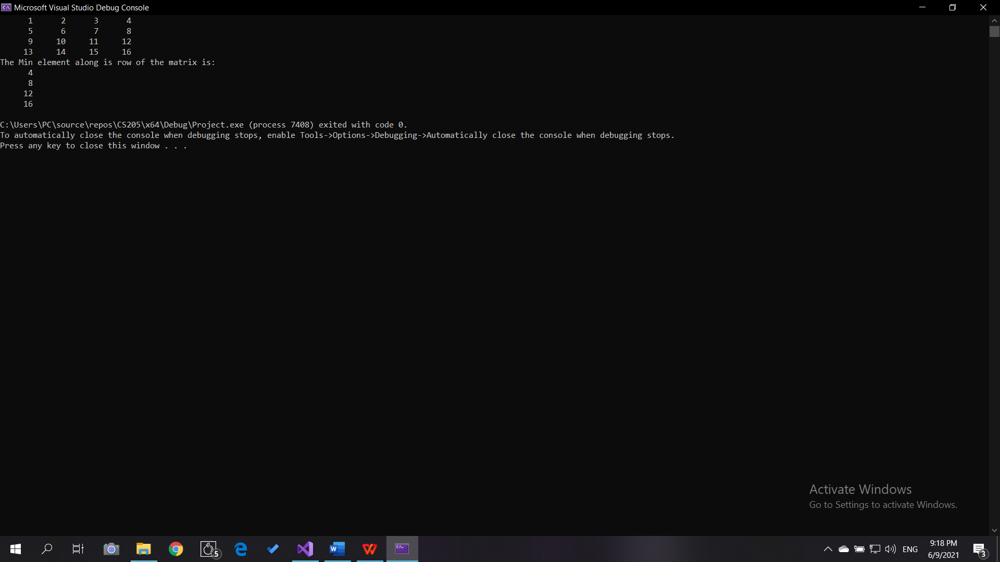 Microsoft Visual Studio Debug Console
1 2 3 4
5 6 7 8
9 10 11 12
13 14 15 16
The Min element along is row of the matrix is:
4
8
12
16
C:\Users\PC\source\repos\CS205\x64\Debug\Project.exe (process 7408) exited with code 0.
To automatically close the console when debugging stops, enable Tools->Options->Debugging->Automatically close the console when debugging stops.
Press any key to close this window . . .
Activate Windows
Go to Settings to activate Windows.
5
ENG
9:18 PM
6/9/2021
3